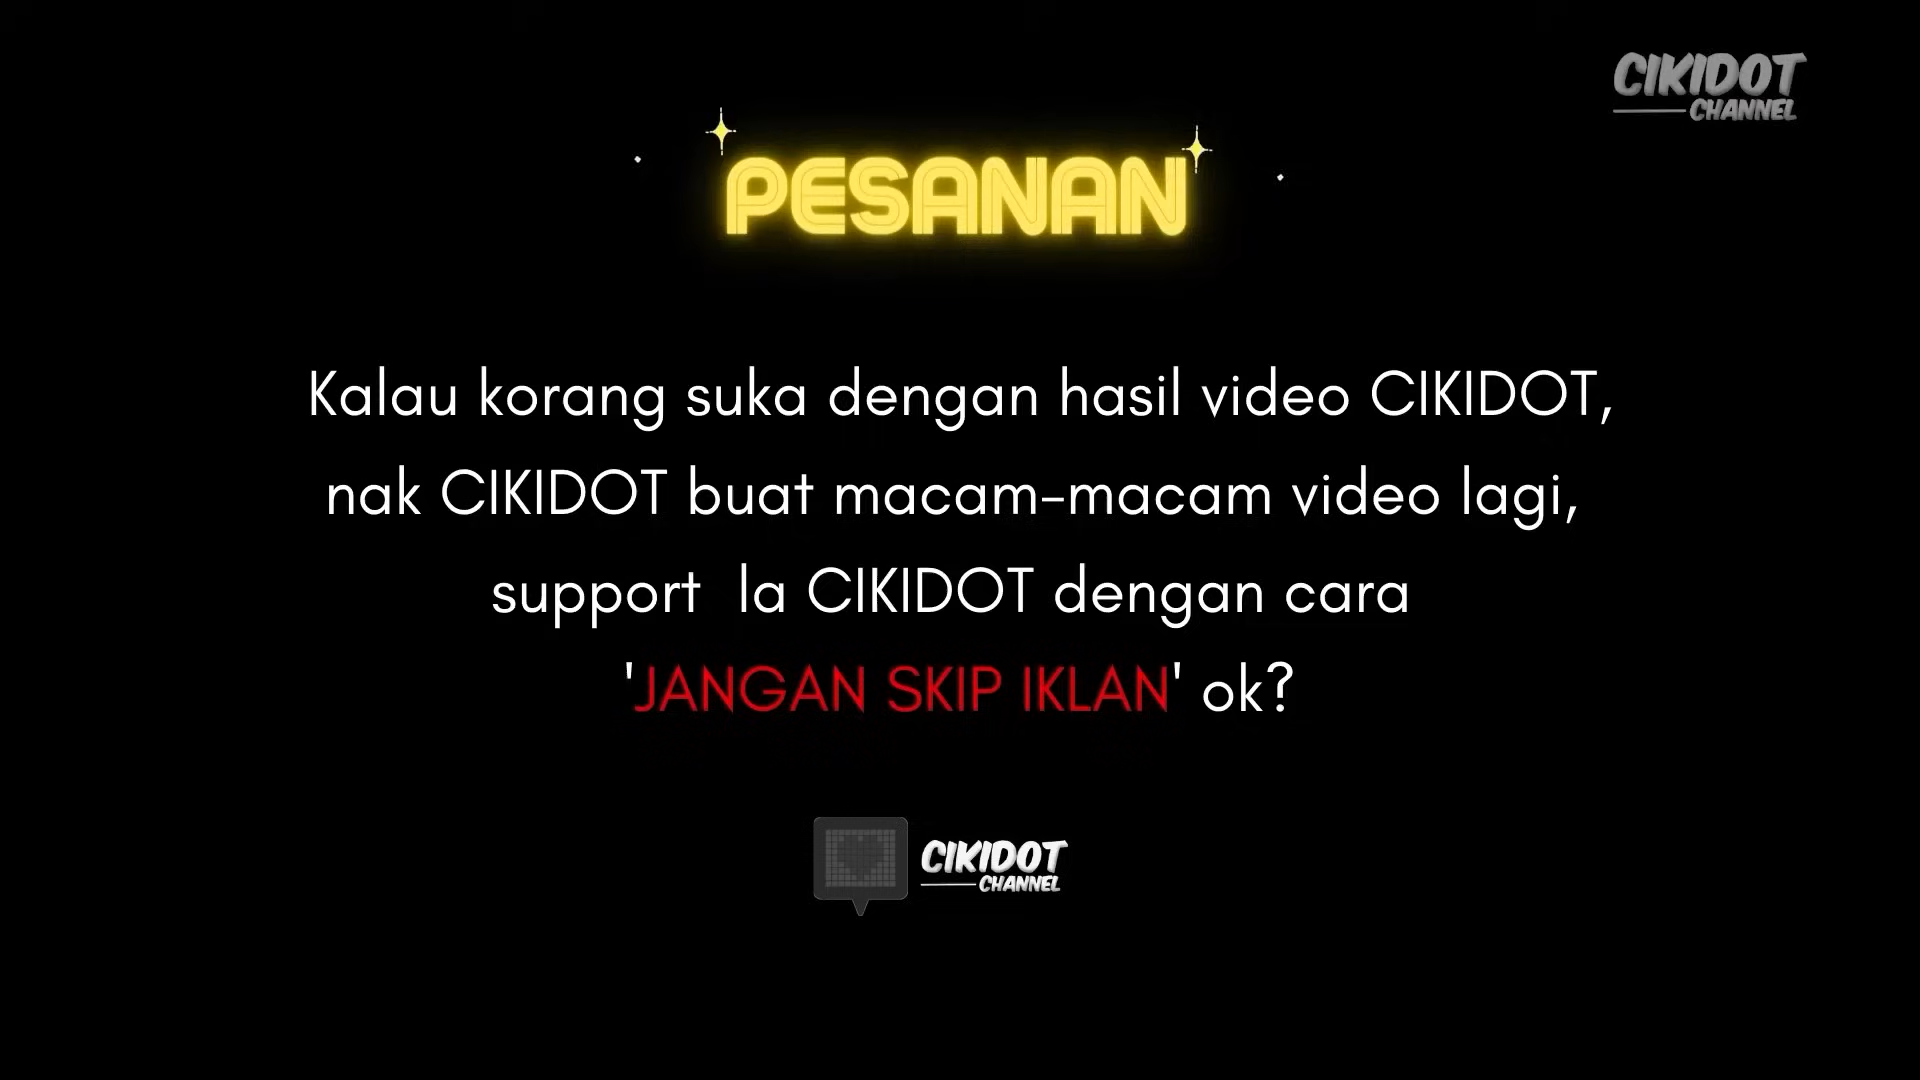 CIKIDOT
CHANNEL
PESANAN
Kalau korang suka dengan hasil video CIKIDOT,
nak CIKIDOT buat macam-macam video lagi,
support la CIKIDOT dengan cara
'JANGAN SKIP IKLAN' ok?
CIKIDOT
CHANNEL